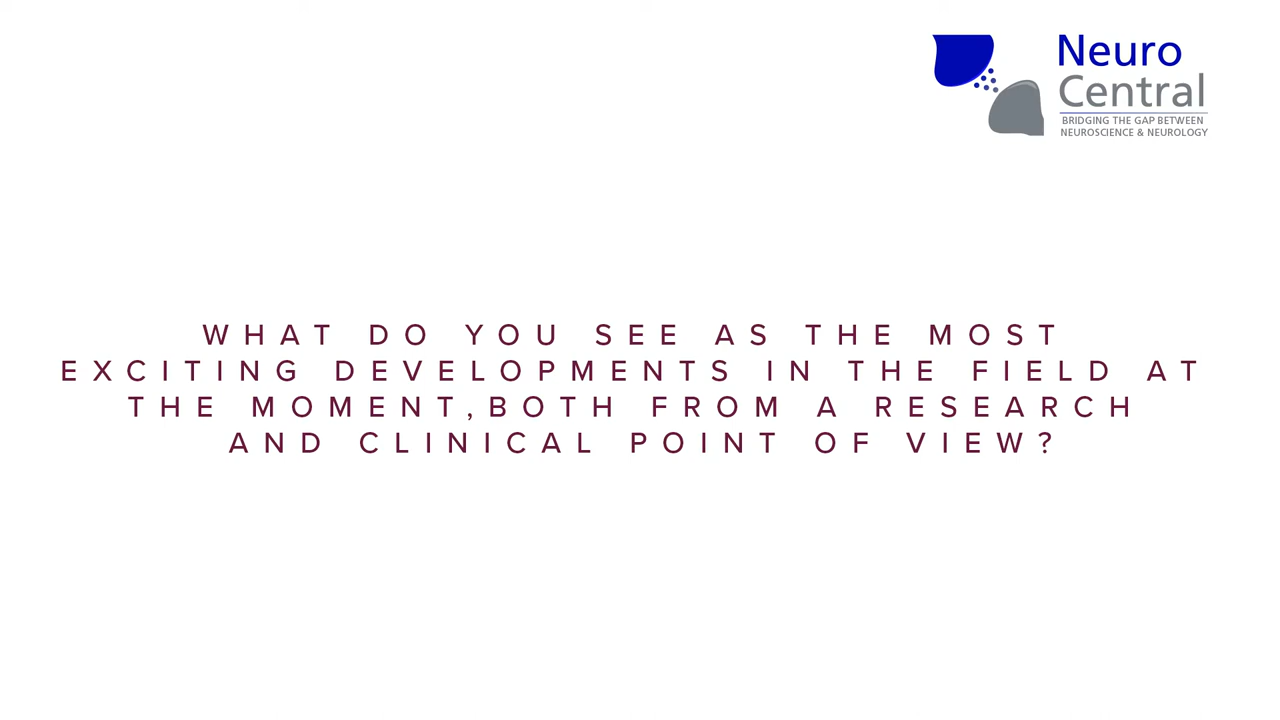 Neuro
Central
BRIDGING THE GAP BETWEEN
NEUROSCIENCE & NEUROLOGY
WHAT DO YOU SEE AS THE MOST
EXCITING DEVELOPMENTS IN THE FIELD AT
THE MOMENT,BOTH FROM A RESEARCH
AND CLINICAL POINT OF VIEW?